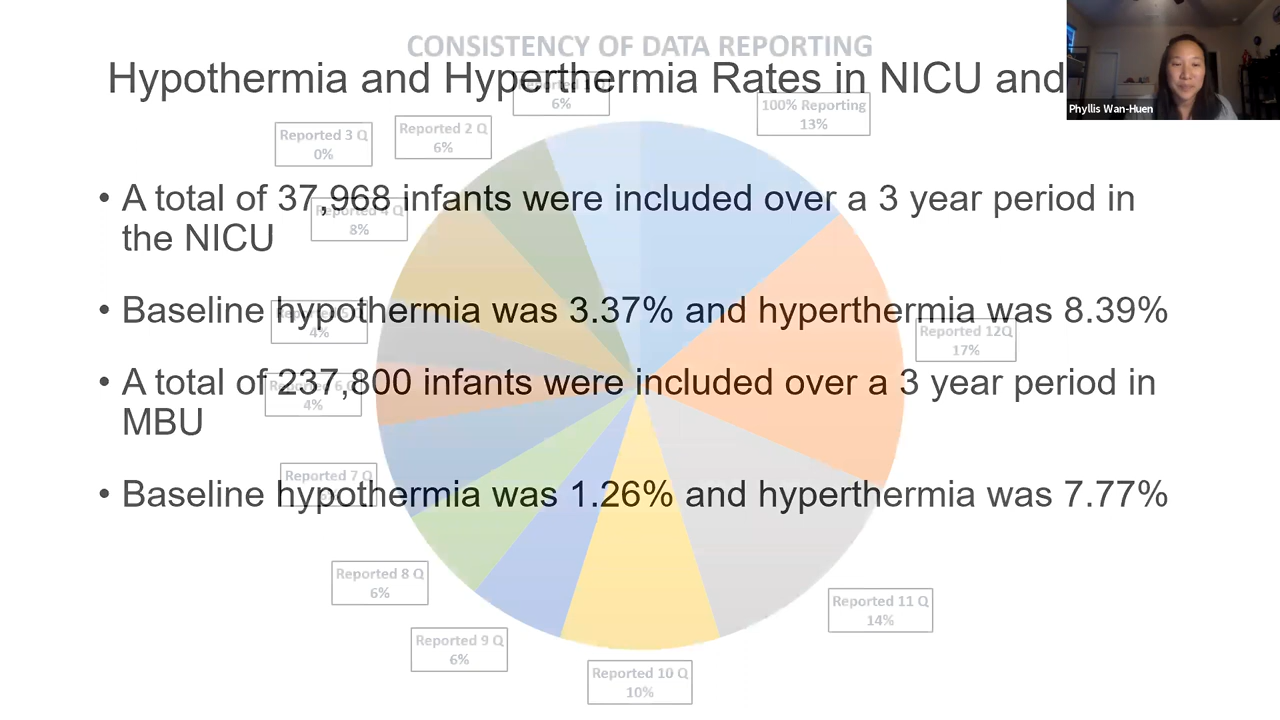 CONSISTENCY OF DATA REPORTING
Hypothermia and Hyperthermia Rates in NICU and
Phyllis Wan-Huen
6%
100% Reporting
13%
Reported 3 Q
0%
Reported 2 Q
6%
• A total of 37,968 infants were included over a 3 year period in
the NICU
8%
• Baseline hypothermia was 3.37% and hyperthermia was 8.39%
4%
Reported 12Q
17%
• A total of 237,800 infants were included over a 3 year period in
MBU
4%
Reported 7 Q
• Baseline hypothermia was 1.26% and hyperthermia was 7.77%
Reported 8 Q
6%
Reported 11 Q
14%
Reported 9 Q
6%
Reported 10 Q
10%